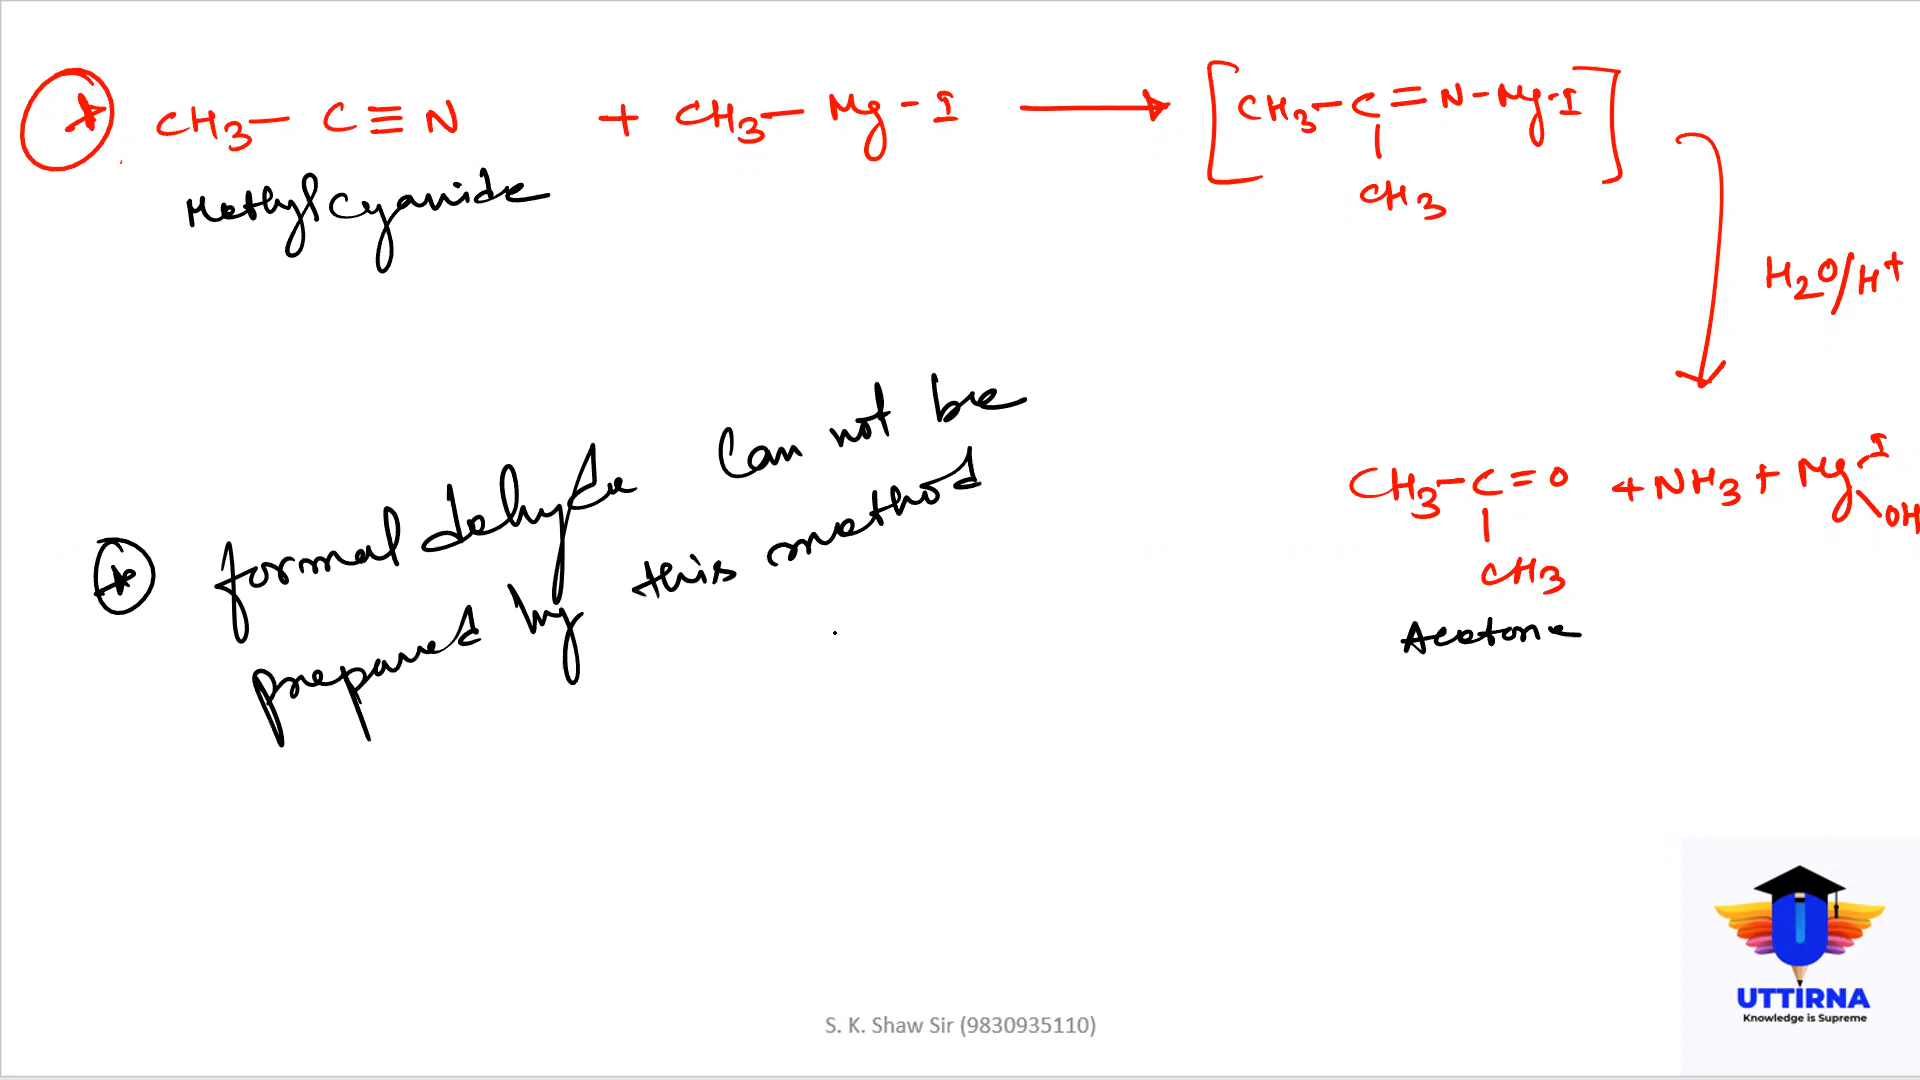 * CH3 – C ≡ N + CH3 – Mg – I → [CH3 – C = N – Mg – I]
|
CH3
Methyl cyanide
H2O/H+
* formaldehyde can not be
prepared by this method
CH3 – C = O + NH3 + Mg I
OH
|
CH3
Acetone
UTTIRNA
Knowledge is Supreme
S. K. Shaw Sir (9830935110)